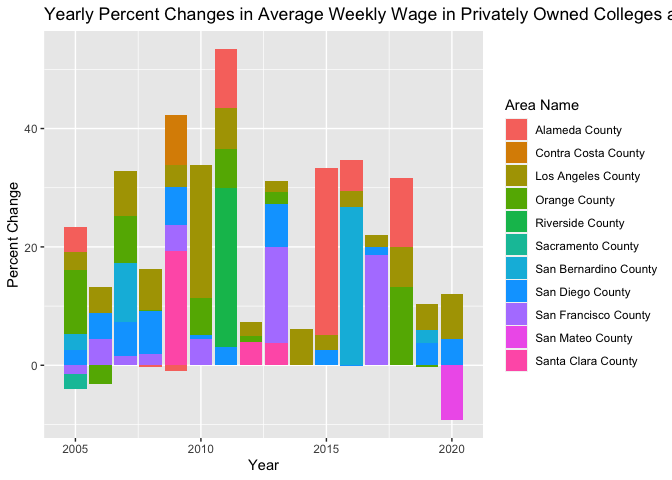 Yearly Percent Changes in Average Weekly Wage in Privately Owned Colleges a
Percent Change
40
20
0
2005
2010
2015
2020
Year
Area Name
Alameda County
Contra Costa County
Los Angeles County
Orange County
Riverside County
Sacramento County
San Bernardino County
San Diego County
San Francisco County
San Mateo County
Santa Clara County